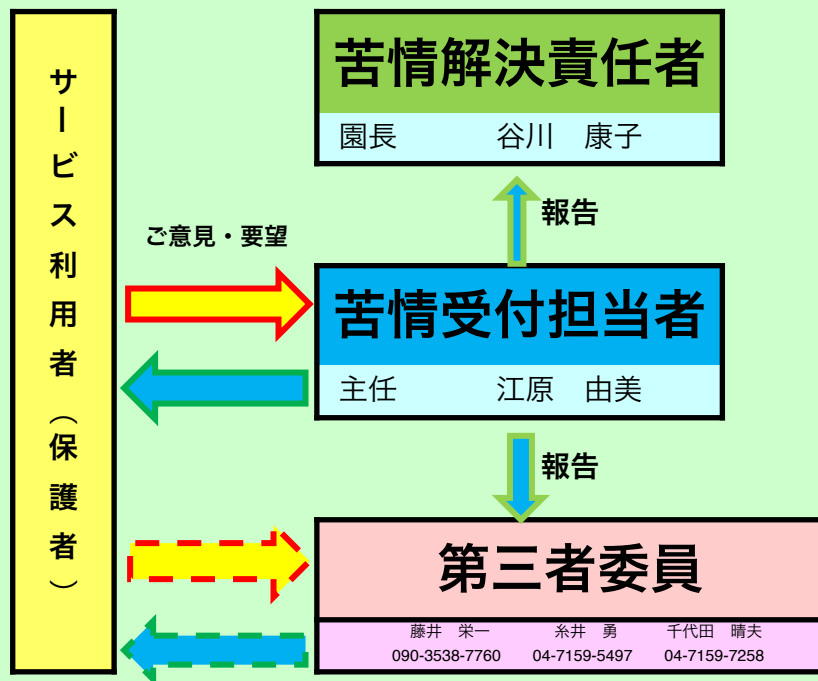 サービス利用者（保護者）
苦情解決責任者
園長　谷川　康子
報告
ご意見・要望
苦情受付担当者
主任　江原　由美
報告
第三者委員
藤井　栄一　糸井　勇　千代田　晴夫
090-3538-7760　04-7159-5497　04-7159-7258